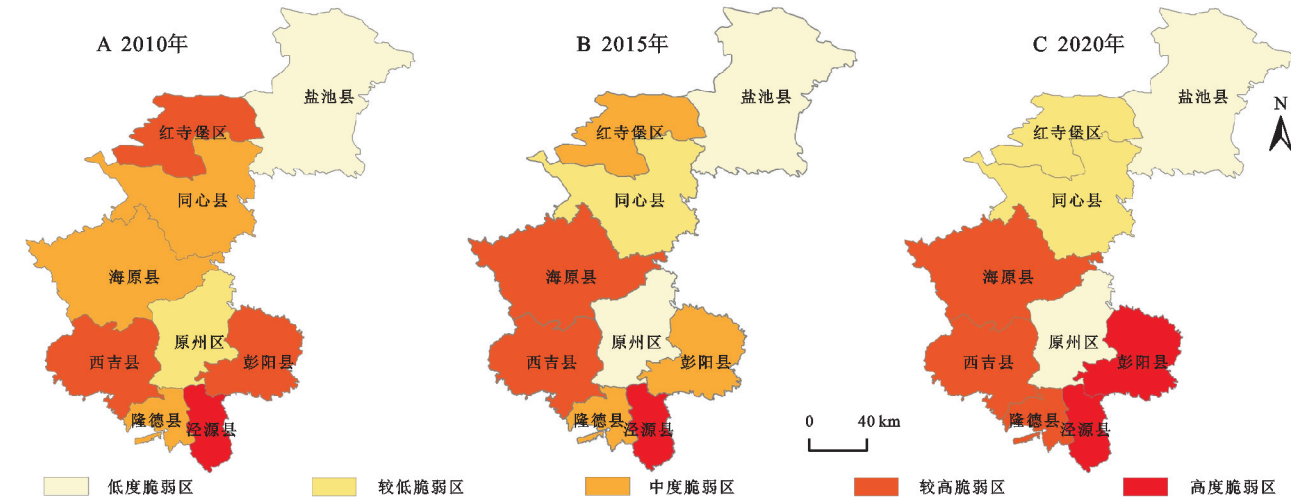 A 2010年
盐池县
红寺堡区
同心县
海原县
原州区
西吉县
彭阳县
隆德县
泾源县
B 2015年
盐池县
红寺堡区
同心县
海原县
原州区
西吉县
彭阳县
隆德县
泾源县
C 2020年
盐池县
红寺堡区
同心县
海原县
原州区
西吉县
彭阳县
隆德县
泾源县
N
0 40 km
低度脆弱区 较低脆弱区 中度脆弱区 较高脆弱区 高度脆弱区